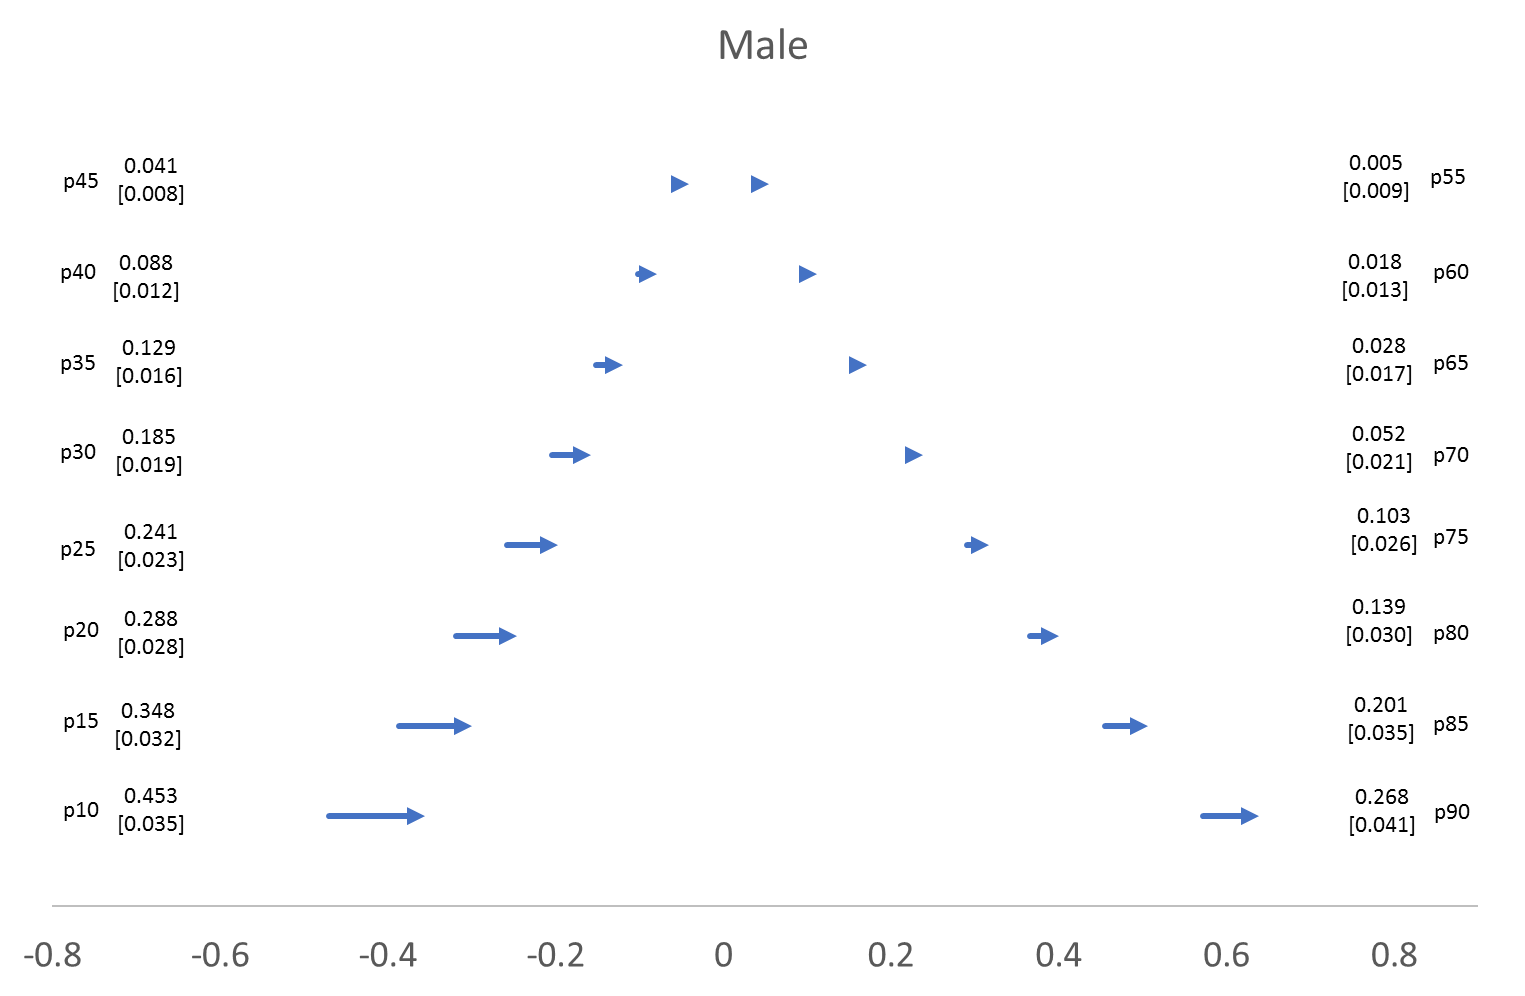 Male
p45 0.041 0.005 p55
[0.008] [0.009]
p40 0.088 0.018 p60
[0.012] [0.013]
p35 0.129 0.028 p65
[0.016] [0.017]
p30 0.185 0.052 p70
[0.019] [0.021]
p25 0.241 0.103 p75
[0.023] [0.026]
p20 0.288 0.139 p80
[0.028] [0.030]
p15 0.348 0.201 p85
[0.032] [0.035]
p10 0.453 0.268 p90
[0.035] [0.041]
-0.8 -0.6 -0.4 -0.2 0 0.2 0.4 0.6 0.8